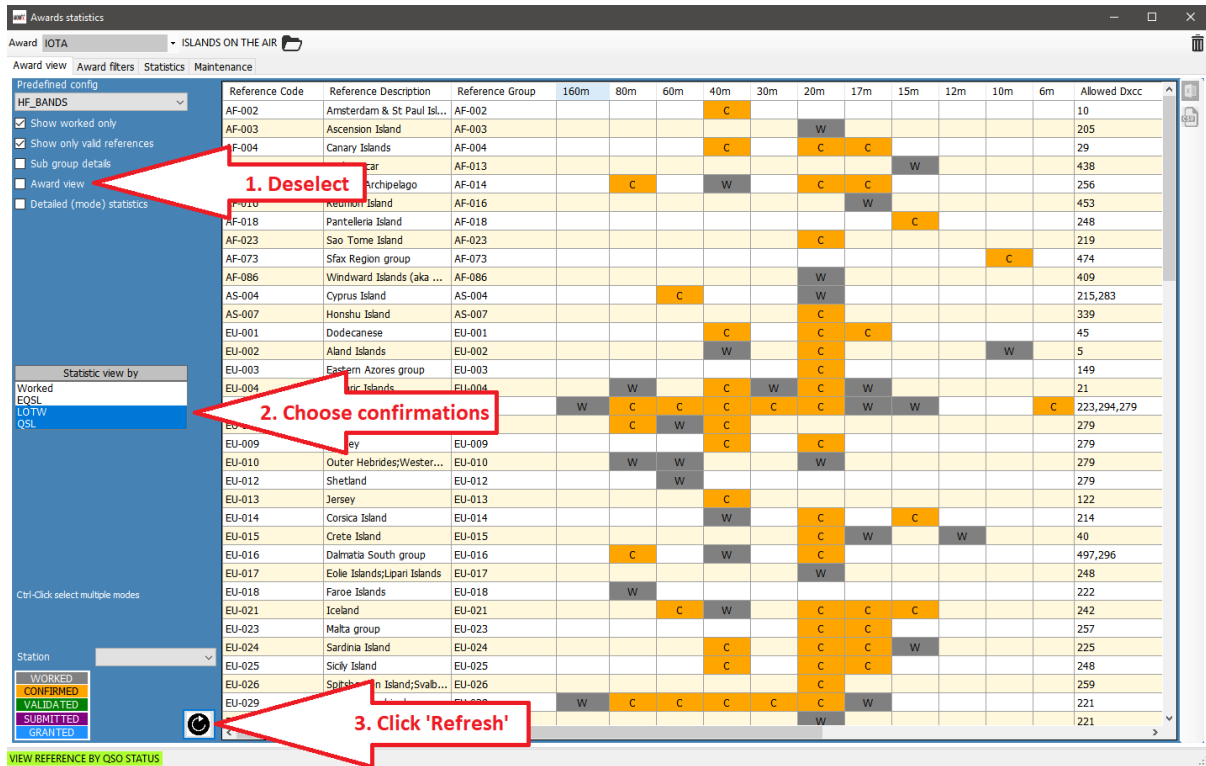 Awards statistics
Award IOTA ISLANDS ON THE AIR
Award view Award filters Statistics Maintenance
Predefined config
HF_BANDS
Show worked only
Show only valid references
Sub group details
Award view
Detailed (mode) statistics
1. Deselect
Statistic view by
Worked
EQSL
LOTW
QSL
2. Choose confirmations
Ctrl-Click select multiple modes
Station
WORKED
CONFIRMED
VALIDATED
SUBMITTED
GRANTED
3. Click 'Refresh'
Reference Code Reference Description Reference Group 160m 80m 60m 40m 30m 20m 17m 15m 12m 10m 6m Allowed Dxcc
AF-002 Amsterdam & St Paul Isl... AF-002 C 10
AF-003 Ascension Island AF-003 W 205
AF-004 Canary Islands AF-004 C C C 29
AF-013 W 438
Archipelago AF-014 C W C C 256
AF-016 Reunion Island AF-016 W 453
AF-018 Pantelleria Island AF-018 C 248
AF-023 Sao Tome Island AF-023 C 219
AF-073 Sfax Region group AF-073 C 474
AF-086 Windward Islands (aka ... AF-086 W 409
AS-004 Cyprus Island AS-004 C W 215,283
AS-007 Honshu Island AS-007 C 339
EU-001 Dodecanese EU-001 C C C 45
EU-002 Aland Islands EU-002 W C W 5
EU-003 Eastern Azores group EU-003 C 149
EU-004 Islands EU-004 W C W C W 21
W C C C C C W W C 223,294,279
C W C 279
EU-009 EU-009 C C 279
EU-010 Outer Hebrides;Wester... EU-010 W W W 279
EU-012 Shetland EU-012 W 279
EU-013 Jersey EU-013 C 122
EU-014 Corsica Island EU-014 W C C 214
EU-015 Crete Island EU-015 C W W 40
EU-016 Dalmatia South group EU-016 C W C 497,296
EU-017 Eolie Islands;Lipari Islands EU-017 W 248
EU-018 Faroe Islands EU-018 W 222
EU-021 Iceland EU-021 C W C C C 242
EU-023 Malta group EU-023 C C 257
EU-024 Sardinia Island EU-024 C C C W 225
EU-025 Sicily Island EU-025 C C C 248
EU-026 Island;Svalb... EU-026 C 259
EU-029 W C C C C C W 221
W 221
VIEW REFERENCE BY QSO STATUS